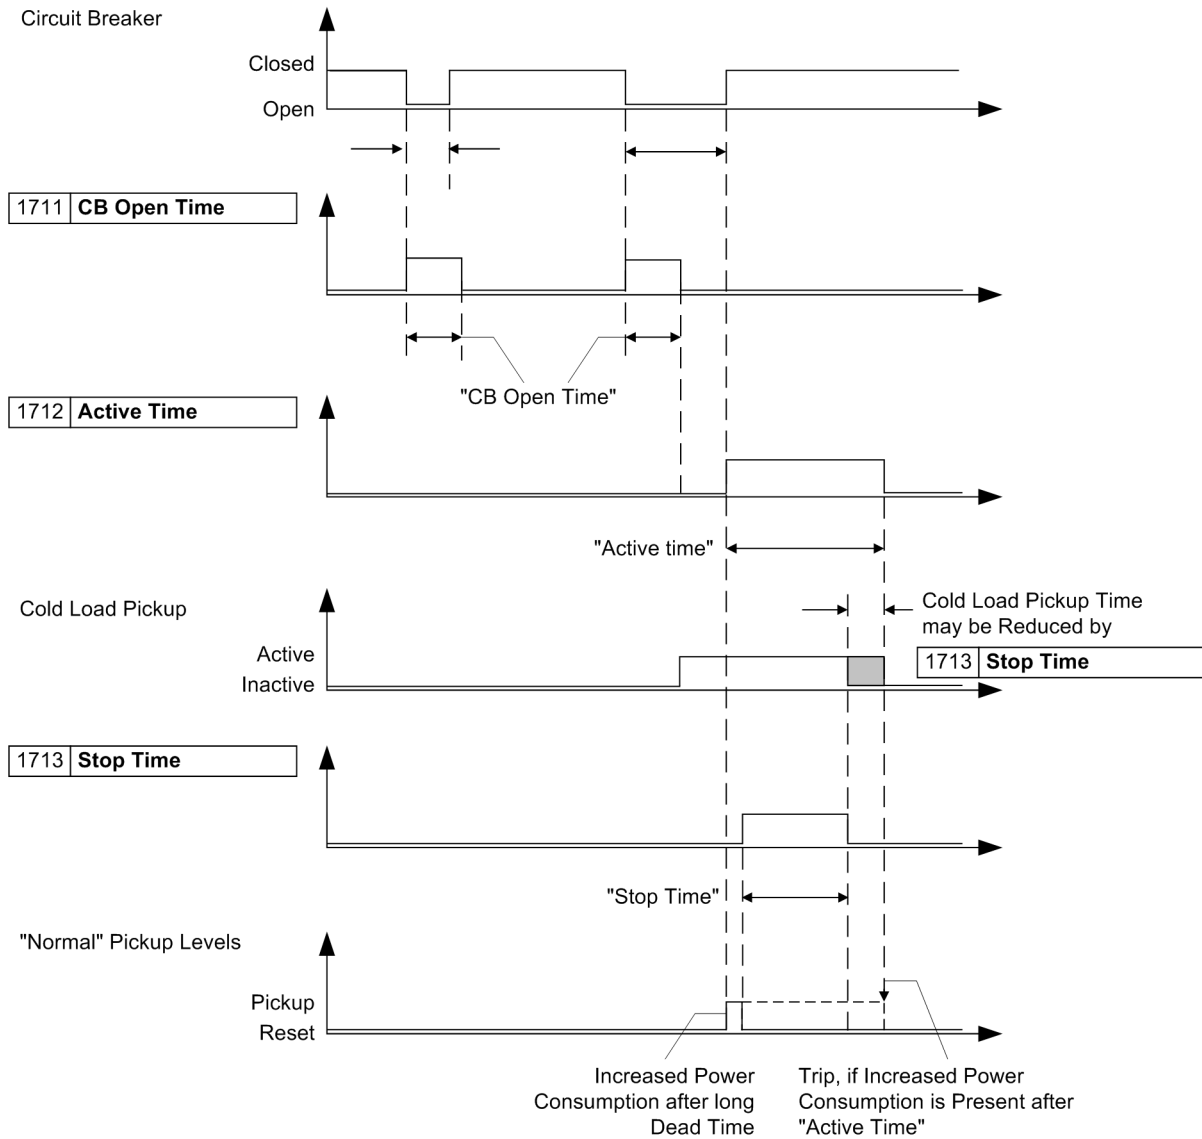 Circuit Breaker
Closed
Open
1711 CB Open Time
"CB Open Time"
1712 Active Time
"Active time"
Cold Load Pickup
Cold Load Pickup Time
may be Reduced by
1713 Stop Time
Active
Inactive
1713 Stop Time
"Stop Time"
"Normal" Pickup Levels
Pickup
Reset
Increased Power
Consumption after long
Dead Time
Trip, if Increased Power
Consumption is Present after
"Active Time"